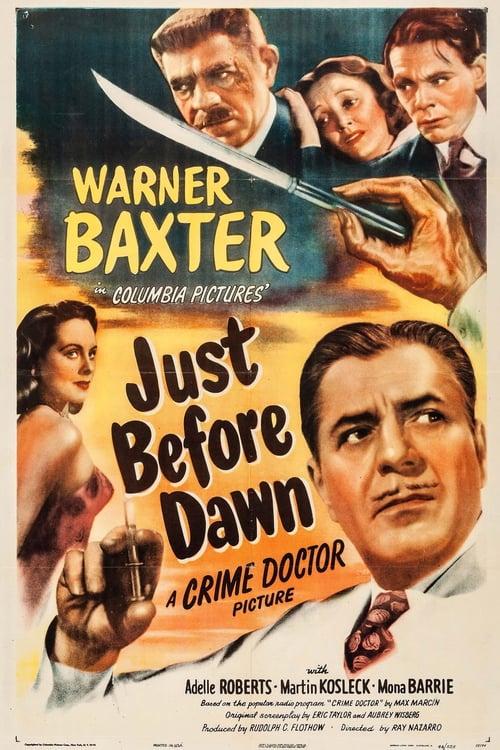 WARNER
BAXTER
in COLUMBIA PICTURES'
Just
Before
Dawn
A CRIME DOCTOR
PICTURE
with
Adelle ROBERTS · Martin KOSLECK · Mona BARRIE
Based on the popular radio program "CRIME DOCTOR" by MAX MARCIN
Original screenplay by ERIC TAYLOR and AUBREY WISBERG
Produced by RUDOLPH C. FLOTHOW Directed by RAY NAZARRO